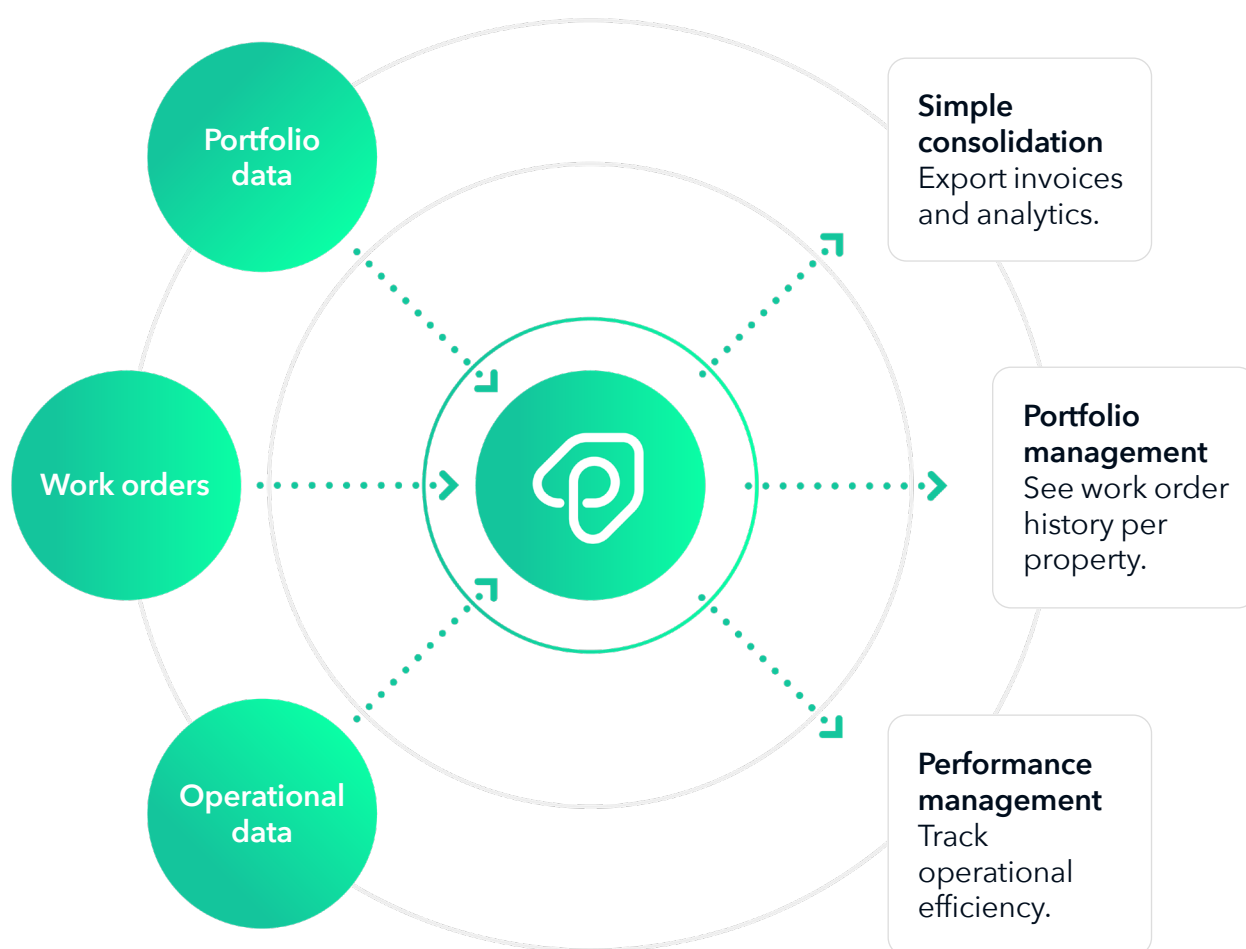 Portfolio
data
Work orders
Operational
data
Simple
consolidation
Export invoices
and analytics.
Portfolio
management
See work order
history per
property.
Performance
management
Track
operational
efficiency.